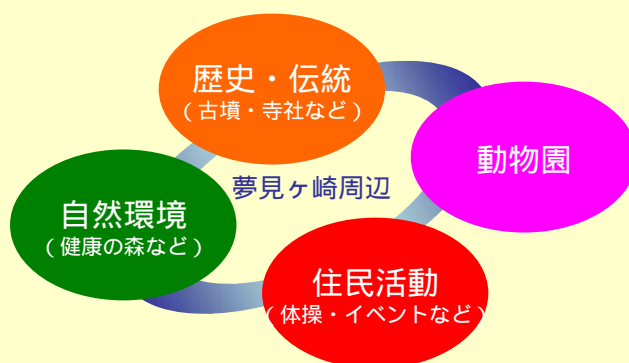 歴史・伝統
（古墳・寺社など）
動物園
夢見ヶ崎周辺
自然環境
（健康の森など）
住民活動
（体操・イベントなど）